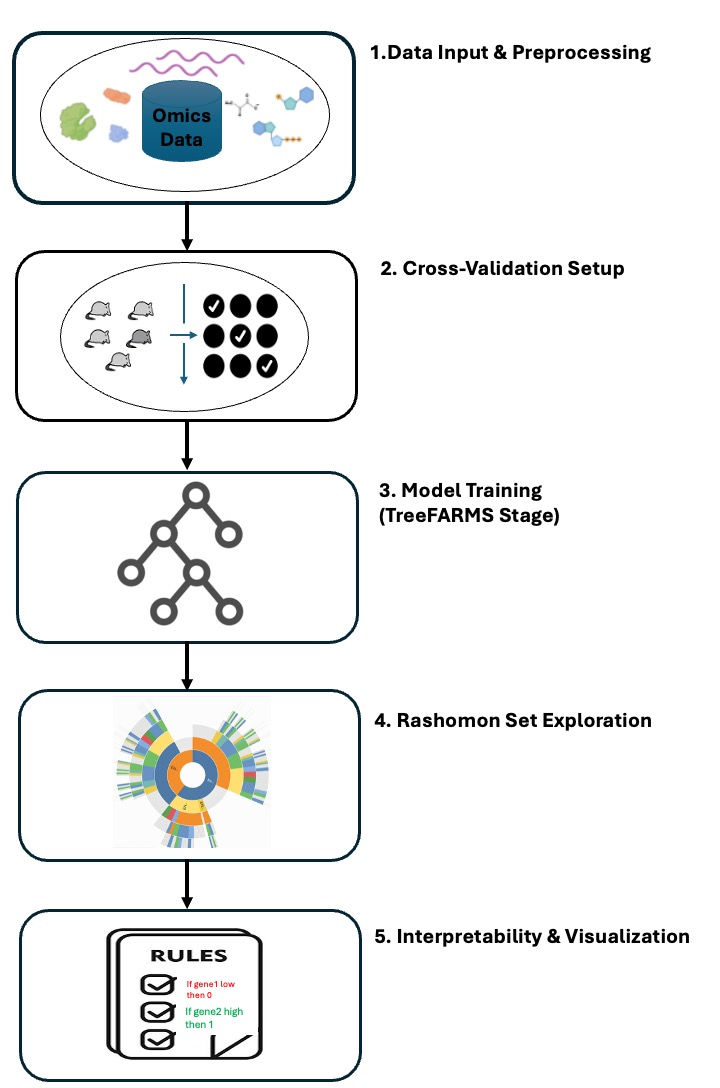 1.Data Input & Preprocessing
Omics
Data
2. Cross-Validation Setup
3. Model Training
(TreeFARMS Stage)
4. Rashomon Set Exploration
5. Interpretability & Visualization
RULES
If gene1 low
then 0
If gene2 high
then 1